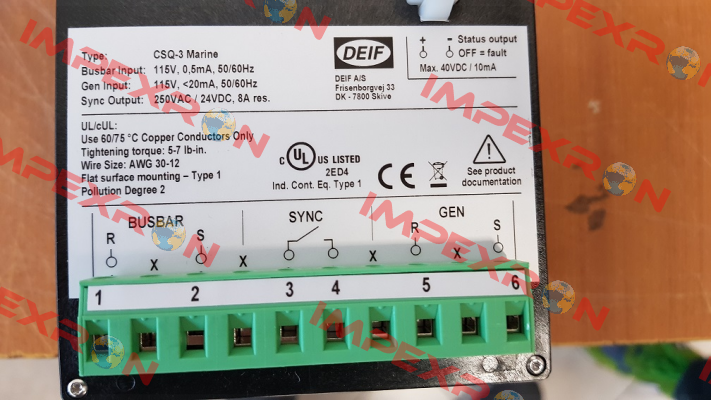 Type: CSQ-3 Marine
Busbar Input: 115V, 0,5mA, 50/60Hz
Gen Input: 115V, <20mA, 50/60Hz
Sync Output: 250VAC / 24VDC, 8A res.
DEIF
DEIF A/S
Frisenborgvej 33
DK - 7800 Skive
+ - Status output
OFF = fault
Max. 40VDC / 10mA
UL/cUL:
Use 60/75 °C Copper Conductors Only
Tightening torque: 5-7 lb-in.
Wire Size: AWG 30-12
Flat surface mounting – Type 1
Pollution Degree 2
C UL US LISTED
2ED4
Ind. Cont. Eq. Type 1
CE
See product
documentation
BUSBAR SYNC GEN
R S R S
X X X X
1 2 3 4 5 6
IMPEXRON
IMPEXRON
IMPEXRON
IMPEXRON
IMPEXRON
IMPEXRON